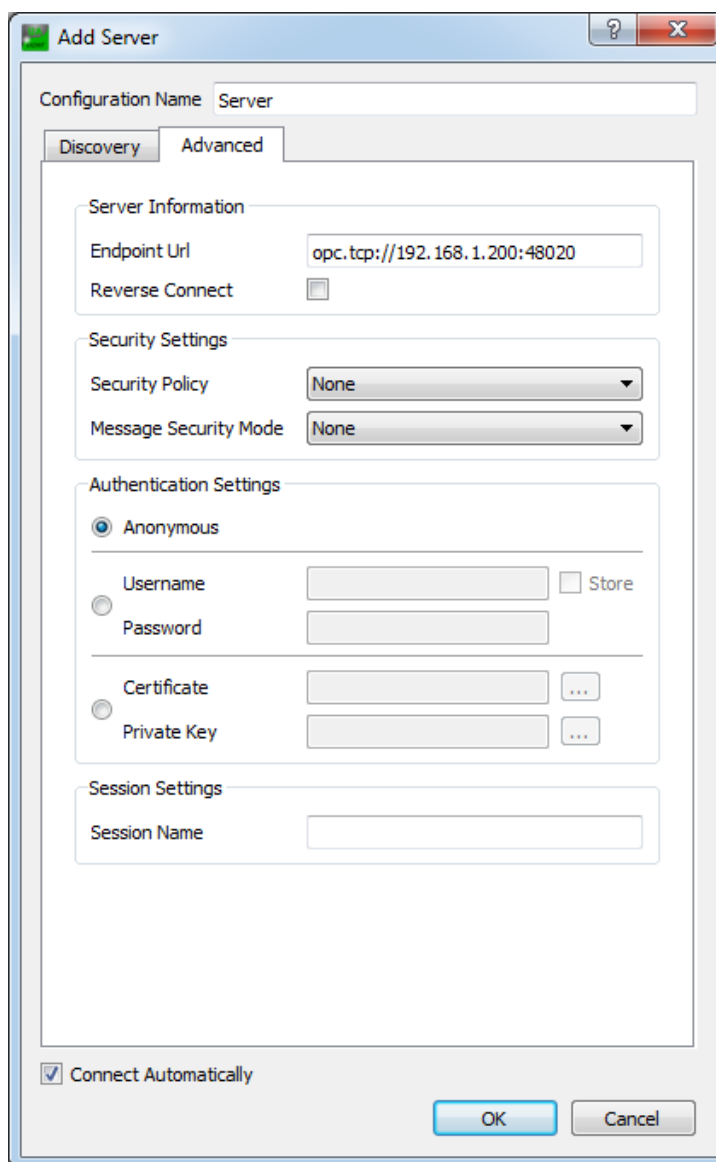 Add Server
Configuration Name Server
Discovery Advanced
Server Information
Endpoint Url opc.tcp://192.168.1.200:48020
Reverse Connect
Security Settings
Security Policy None
Message Security Mode None
Authentication Settings
Anonymous
Username Store
Password
Certificate ...
Private Key ...
Session Settings
Session Name
Connect Automatically
OK Cancel